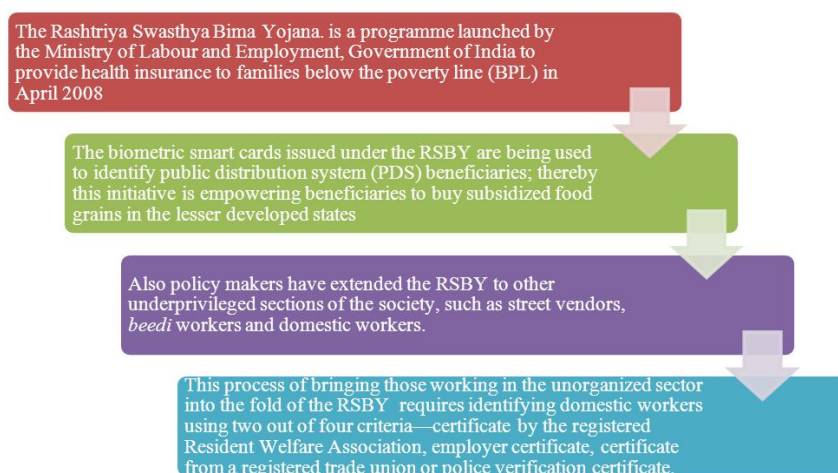 The Rashtriya Swasthya Bima Yojana. is a programme launched by
the Ministry of Labour and Employment, Government of India to
provide health insurance to families below the poverty line (BPL) in
April 2008
The biometric smart cards issued under the RSBY are being used
to identify public distribution system (PDS) beneficiaries; thereby
this initiative is empowering beneficiaries to buy subsidized food
grains in the lesser developed states
Also policy makers have extended the RSBY to other
underprivileged sections of the society, such as street vendors,
beedi workers and domestic workers.
This process of bringing those working in the unorganized sector
into the fold of the RSBY requires identifying domestic workers
using two out of four criteria—certificate by the registered
Resident Welfare Association, employer certificate, certificate
from a registered trade union or police verification certificate.